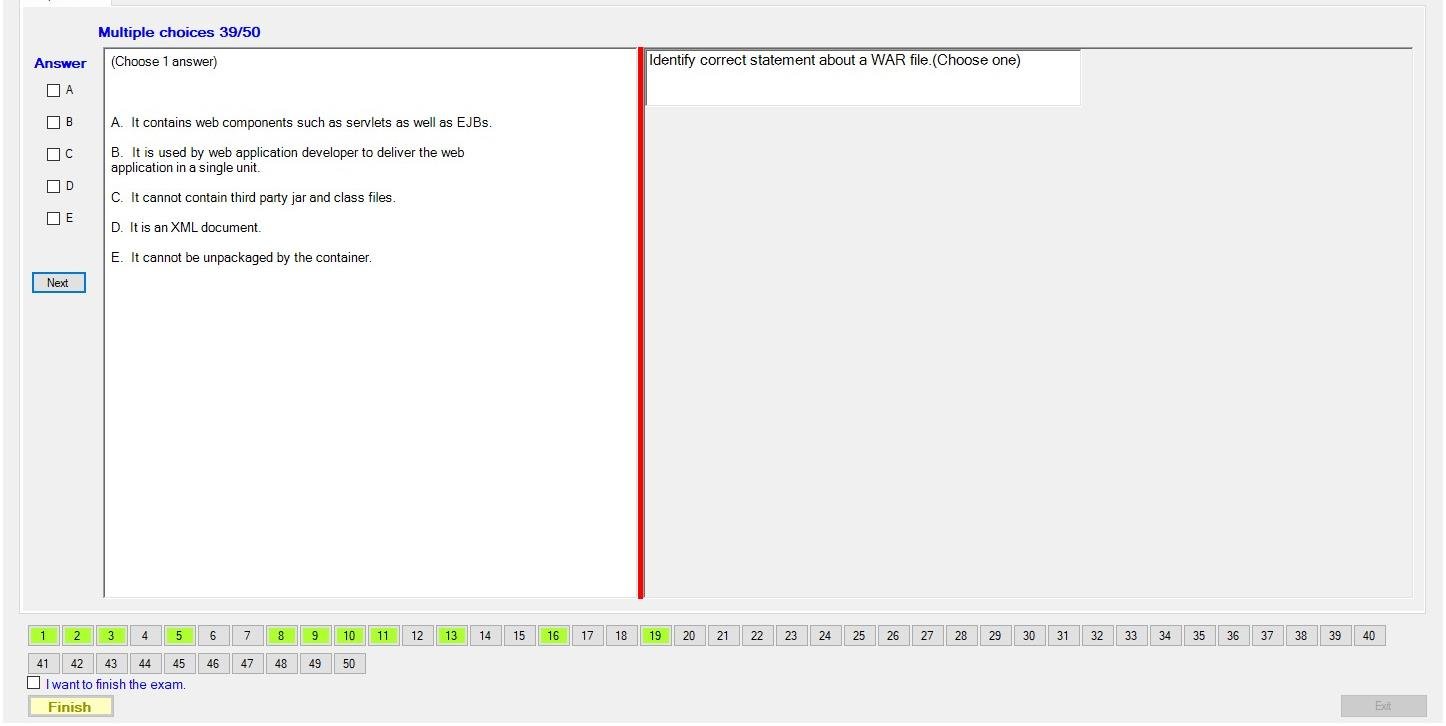 Multiple choices 39/50
Answer
A
B
C
D
E
Next
(Choose 1 answer)
A. It contains web components such as servlets as well as EJBs.
B. It is used by web application developer to deliver the web
application in a single unit.
C. It cannot contain third party jar and class files.
D. It is an XML document.
E. It cannot be unpackaged by the container.
Identify correct statement about a WAR file.(Choose one)
1 2 3 4 5 6 7 8 9 10 11 12 13 14 15 16 17 18 19 20 21 22 23 24 25 26 27 28 29 30 31 32 33 34 35 36 37 38 39 40
41 42 43 44 45 46 47 48 49 50
I want to finish the exam.
Finish
Exit